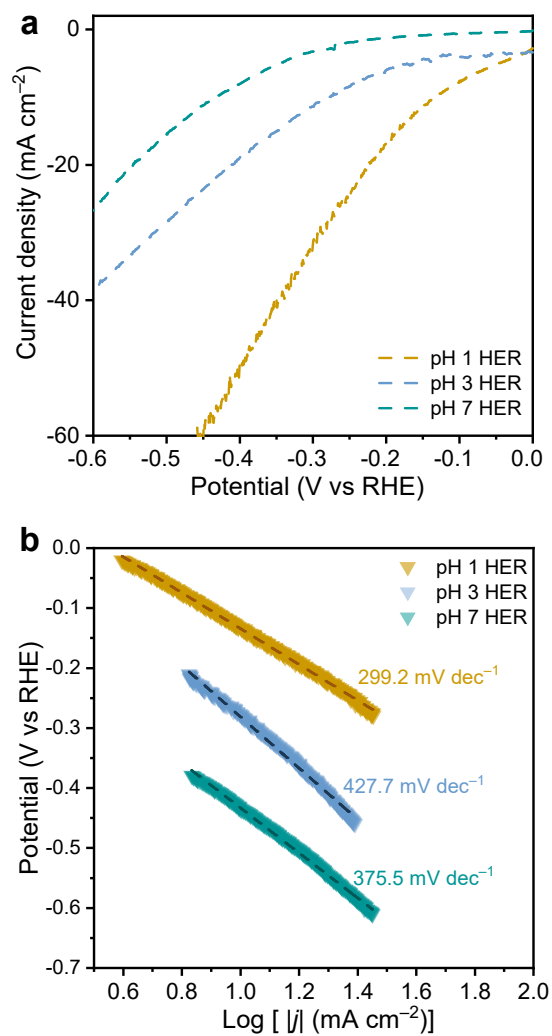 a
0
-20
-40
-60
Current density (mA cm⁻²)
pH 1 HER
pH 3 HER
pH 7 HER
-0.6 -0.5 -0.4 -0.3 -0.2 -0.1 0.0
Potential (V vs RHE)
b
0.0
-0.1
-0.2
-0.3
-0.4
-0.5
-0.6
-0.7
Potential (V vs RHE)
pH 1 HER
pH 3 HER
pH 7 HER
299.2 mV dec⁻¹
427.7 mV dec⁻¹
375.5 mV dec⁻¹
0.6 0.8 1.0 1.2 1.4 1.6 1.8 2.0
Log [ |j| (mA cm⁻²)]